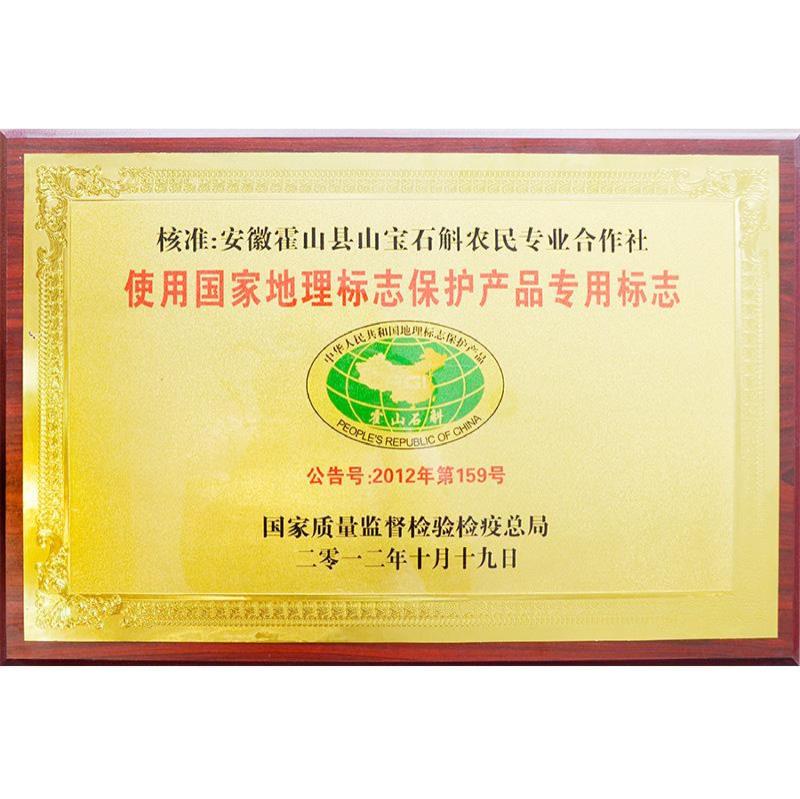 核准:安徽霍山县山宝石斛农民专业合作社
使用国家地理标志保护产品专用标志
中华人民共和国地理标志保护产品
GI
霍山石斛
PEOPLE'S REPUBLIC OF CHINA
公告号:2012年第159号
国家质量监督检验检疫总局
二零一二年十月十九日